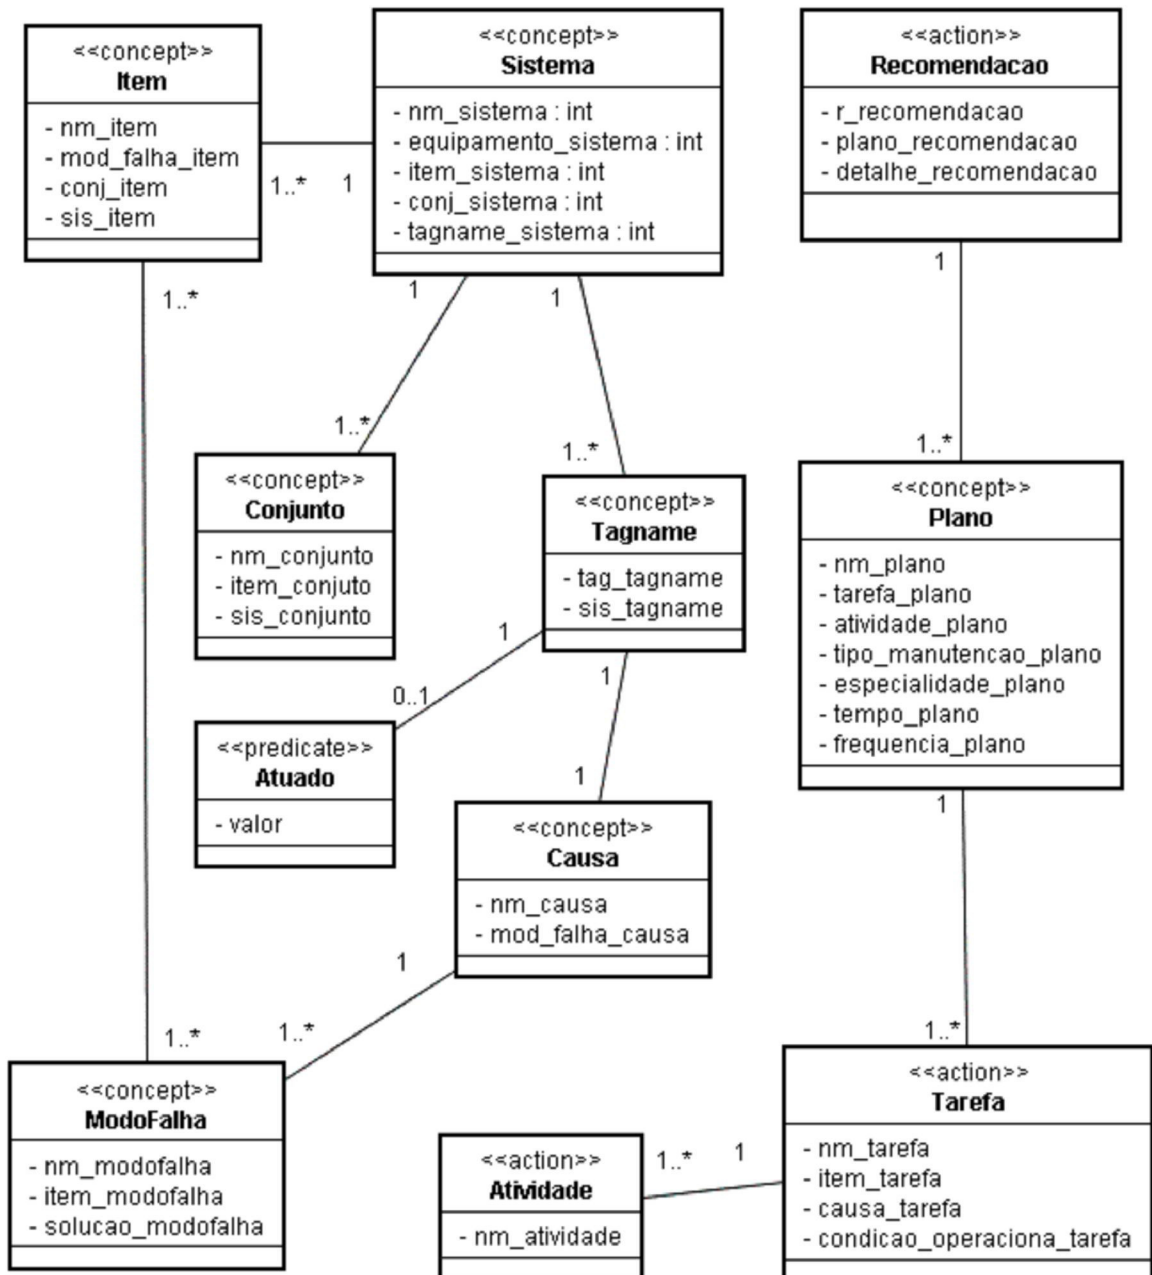 <<concept>>
Item
- nm_item
- mod_falha_item
- conj_item
- sis_item
<<concept>>
Sistema
- nm_sistema : int
- equipamento_sistema : int
- item_sistema : int
- conj_sistema : int
- tagname_sistema : int
<<action>>
Recomendacao
- r_recomendacao
- plano_recomendacao
- detalhe_recomendacao
1..*
1
1..*
1
1
1
1..*
1..*
1..*
<<concept>>
Conjunto
- nm_conjunto
- item_conjuto
- sis_conjunto
<<concept>>
Tagname
- tag_tagname
- sis_tagname
<<concept>>
Plano
- nm_plano
- tarefa_plano
- atividade_plano
- tipo_manutencao_plano
- especialidade_plano
- tempo_plano
- frequencia_plano
1
0..1
1
1
<<predicate>>
Atuado
- valor
<<concept>>
Causa
- nm_causa
- mod_falha_causa
1
1
1..*
1..*
1..*
<<concept>>
ModoFalha
- nm_modofalha
- item_modofalha
- solucao_modofalha
<<action>>
Atividade
- nm_atividade
1..*
1
<<action>>
Tarefa
- nm_tarefa
- item_tarefa
- causa_tarefa
- condicao_operaciona_tarefa